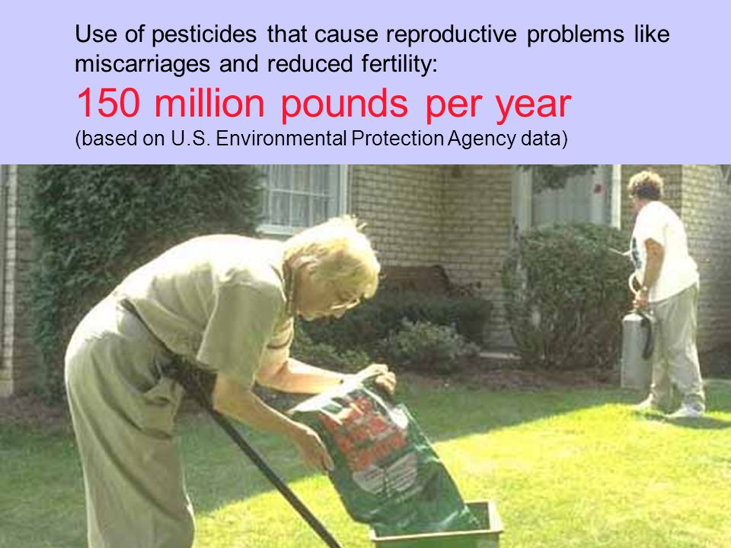 Use of pesticides that cause reproductive problems like
miscarriages and reduced fertility:
150 million pounds per year
(based on U.S. Environmental Protection Agency data)